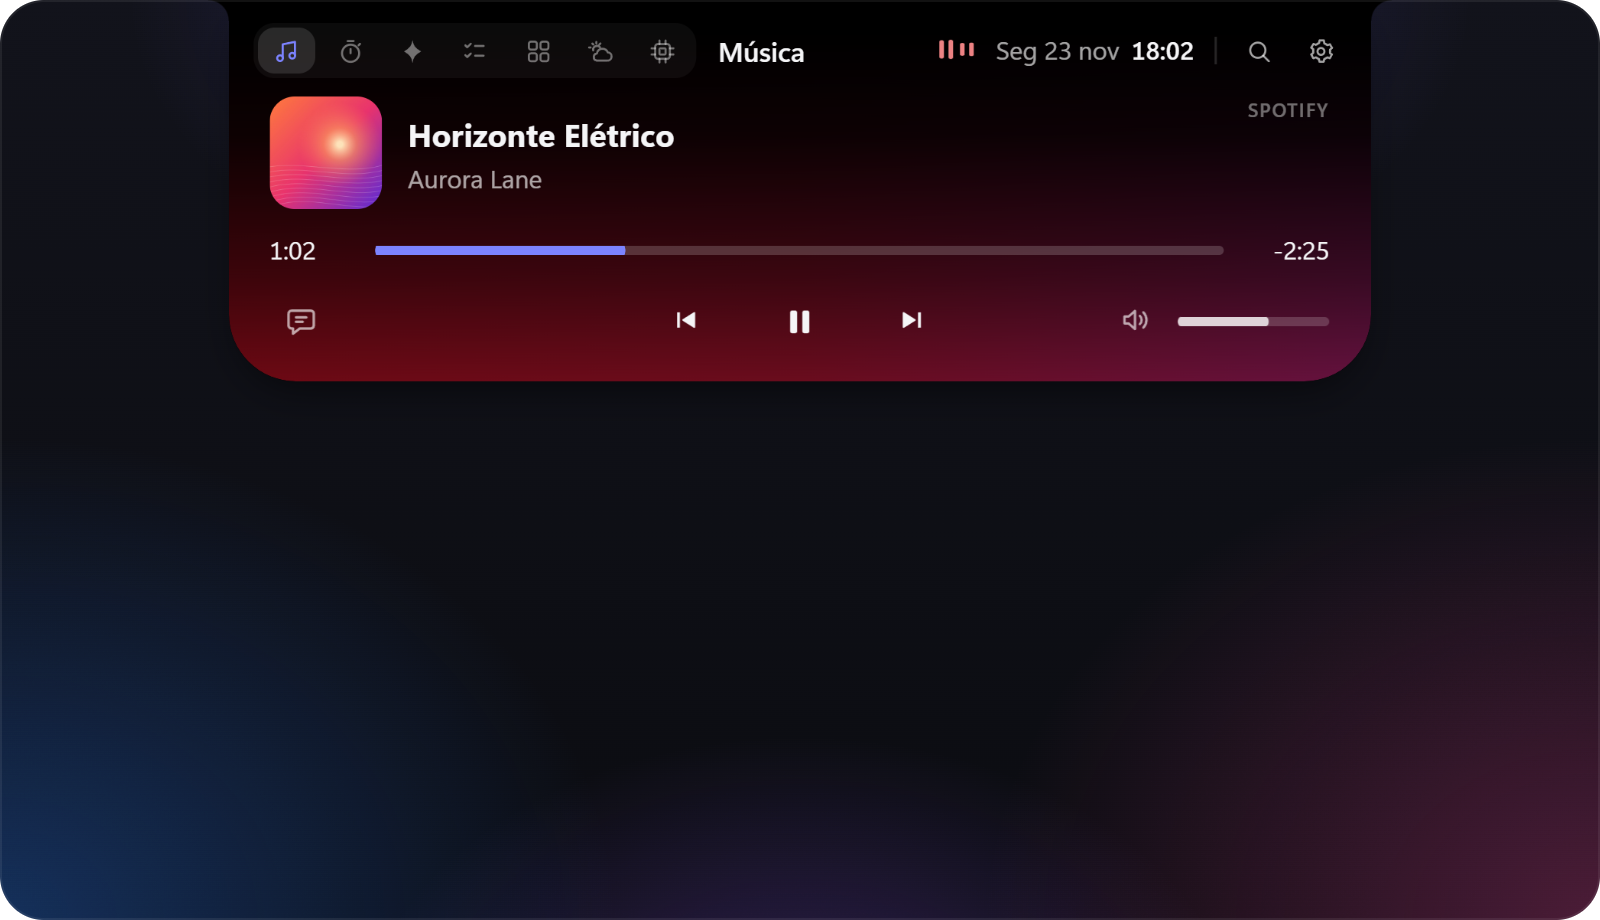 Música
Seg 23 nov 18:02
SPOTIFY
Horizonte Elétrico
Aurora Lane
1:02
-2:25